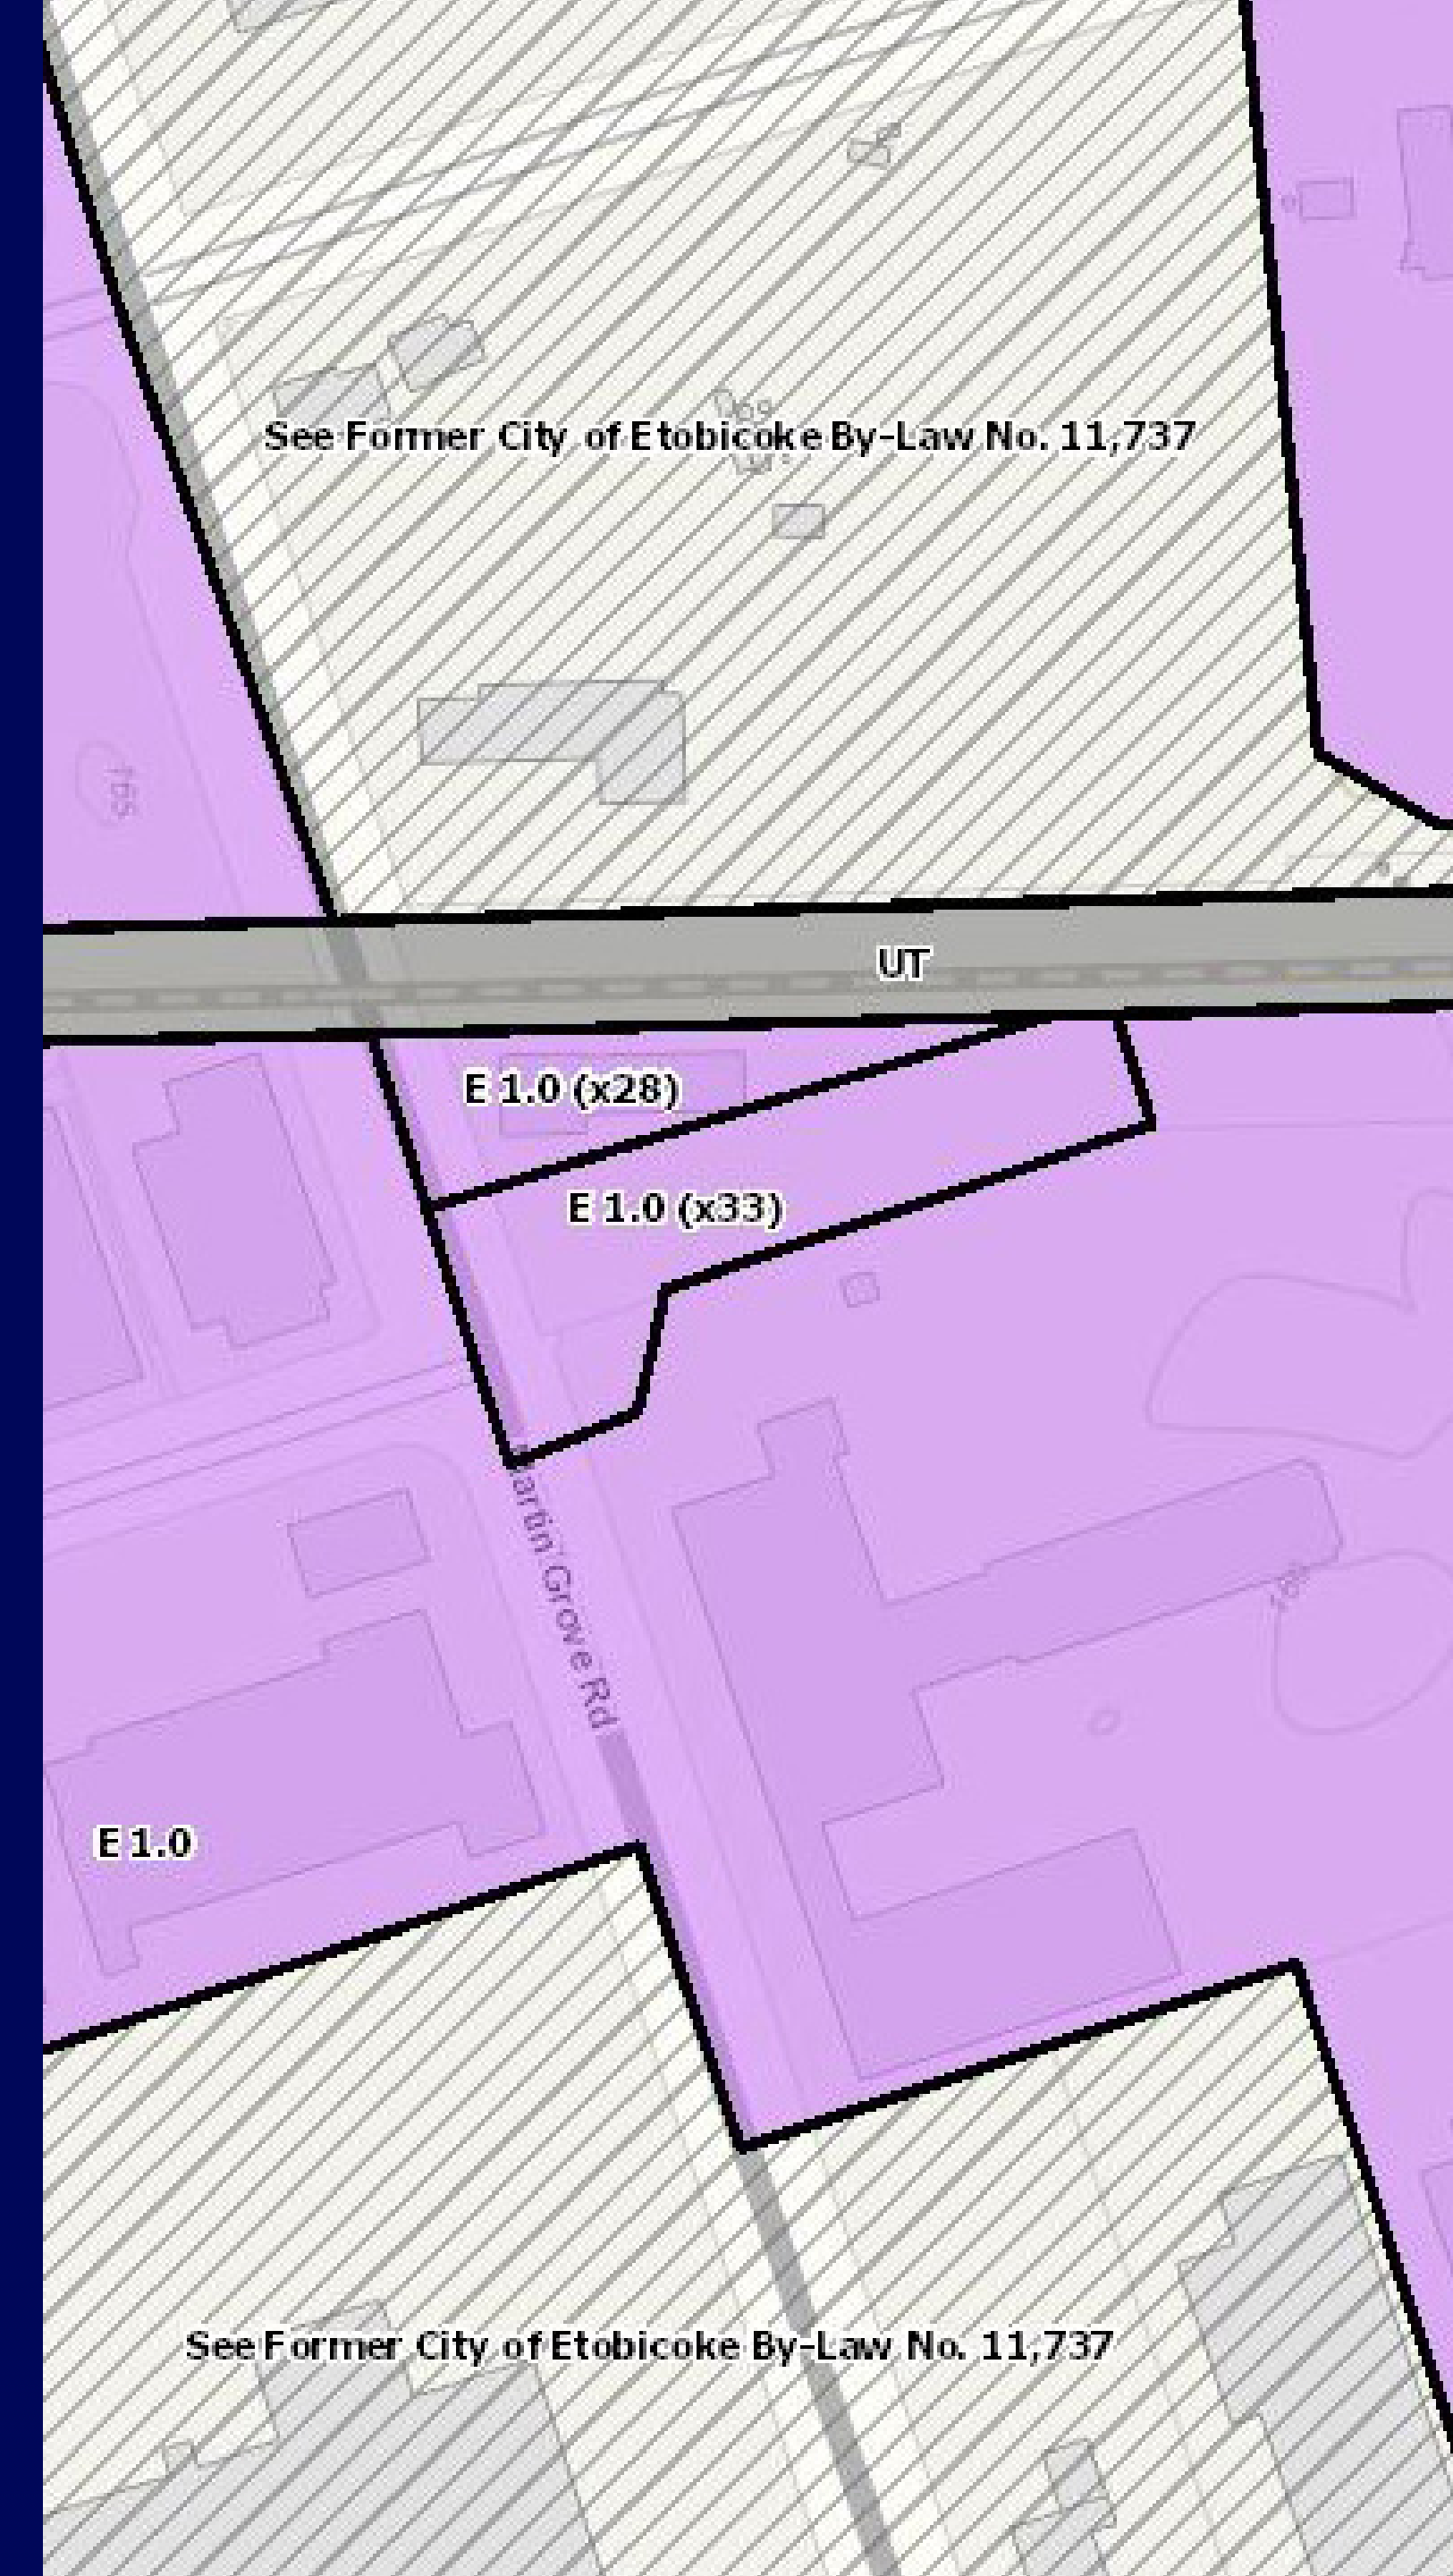 See Former City of Etobicoke By-Law No. 11,737
165
UT
E 1.0 (x28)
E 1.0 (x33)
Martin Grove Rd
E 1.0
See Former City of Etobicoke By-Law No. 11,737